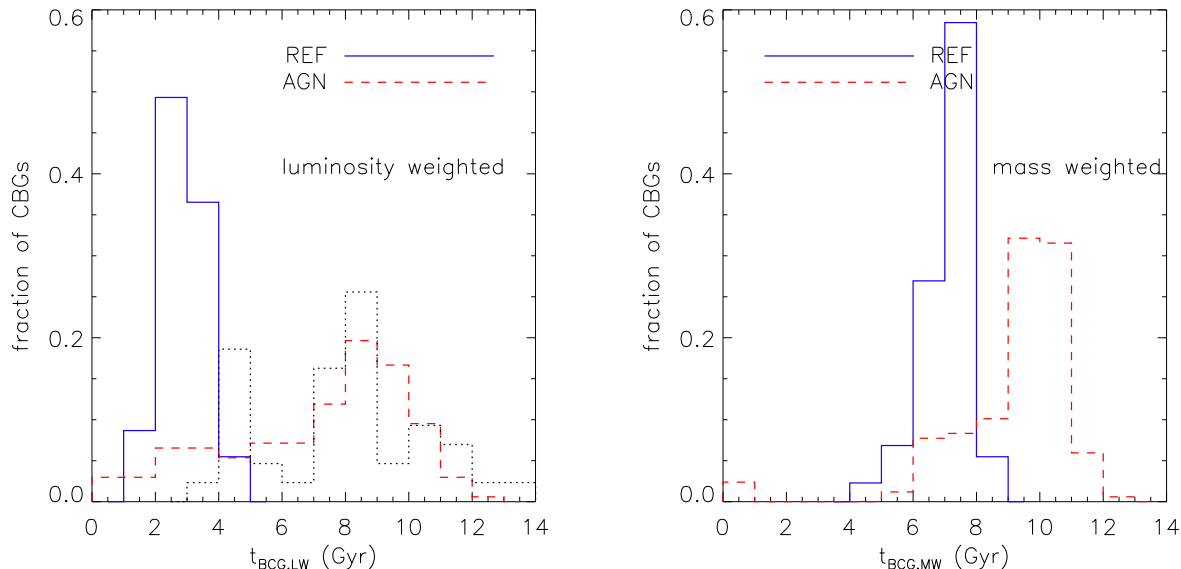 0.6
REF
AGN
luminosity weighted
0.4
0.2
0.0
fraction of CBGs
0 2 4 6 8 10 12 14
t_BCG,LW (Gyr)
0.6
REF
AGN
mass weighted
0.4
0.2
0.0
fraction of CBGs
0 2 4 6 8 10 12 14
t_BCG,MW (Gyr)